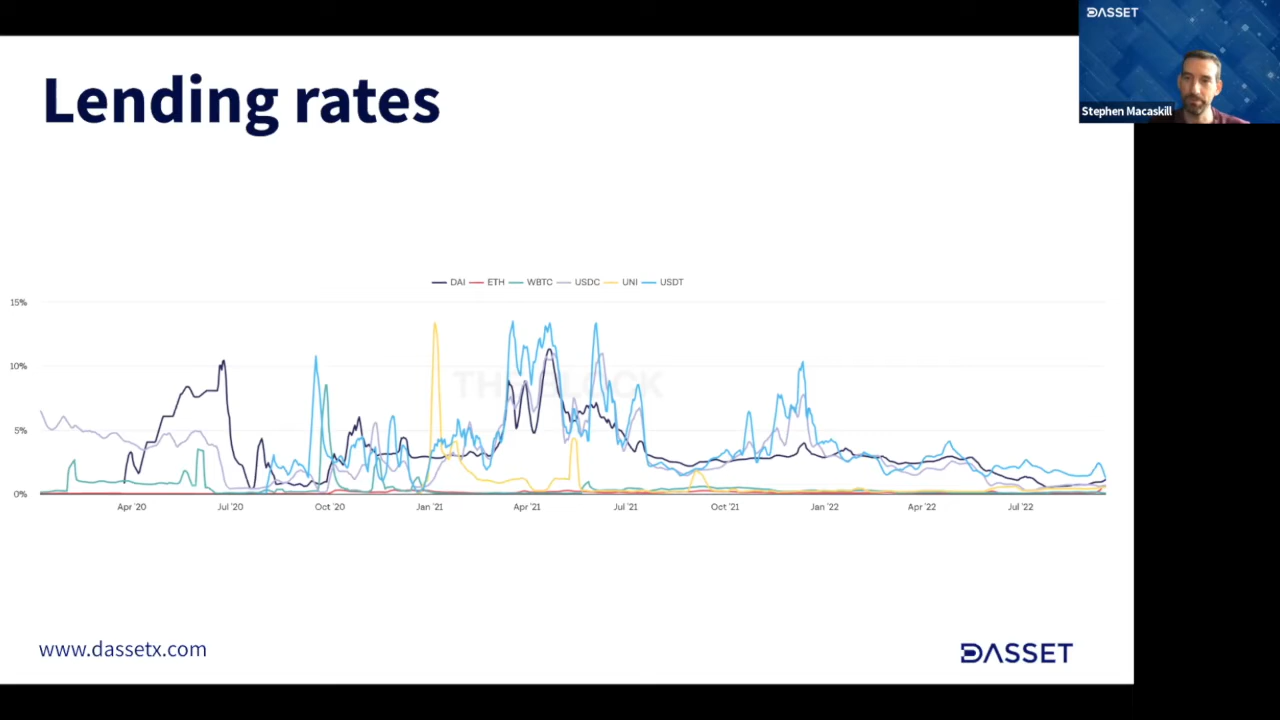 DASSET
Stephen Macaskill
Lending rates
DAI ETH WBTC USDC UNI USDT
15%
10%
5%
0%
THE BLOCK
Apr '20 Jul '20 Oct '20 Jan '21 Apr '21 Jul '21 Oct '21 Jan '22 Apr '22 Jul '22
www.dassetx.com
DASSET